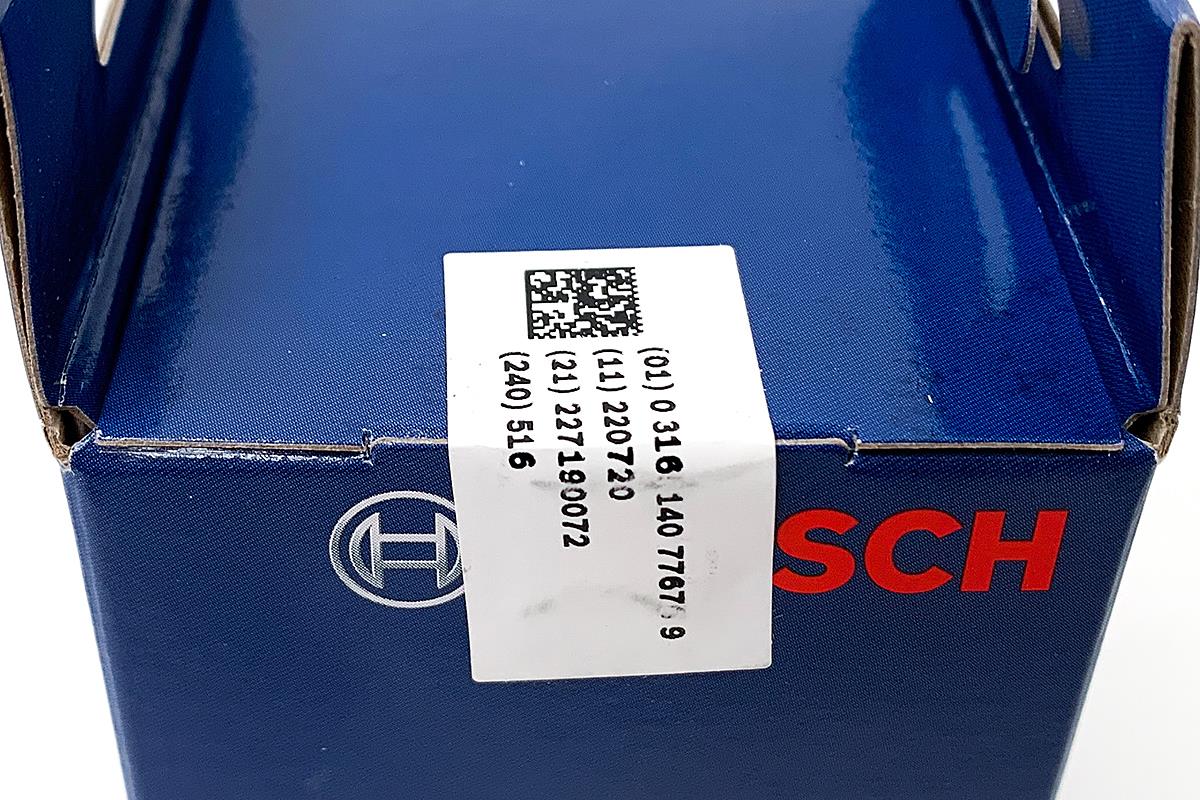 (01) 0 316 140 7767 9
(11) 220720
(21) 227190072
(240) 516
SCH